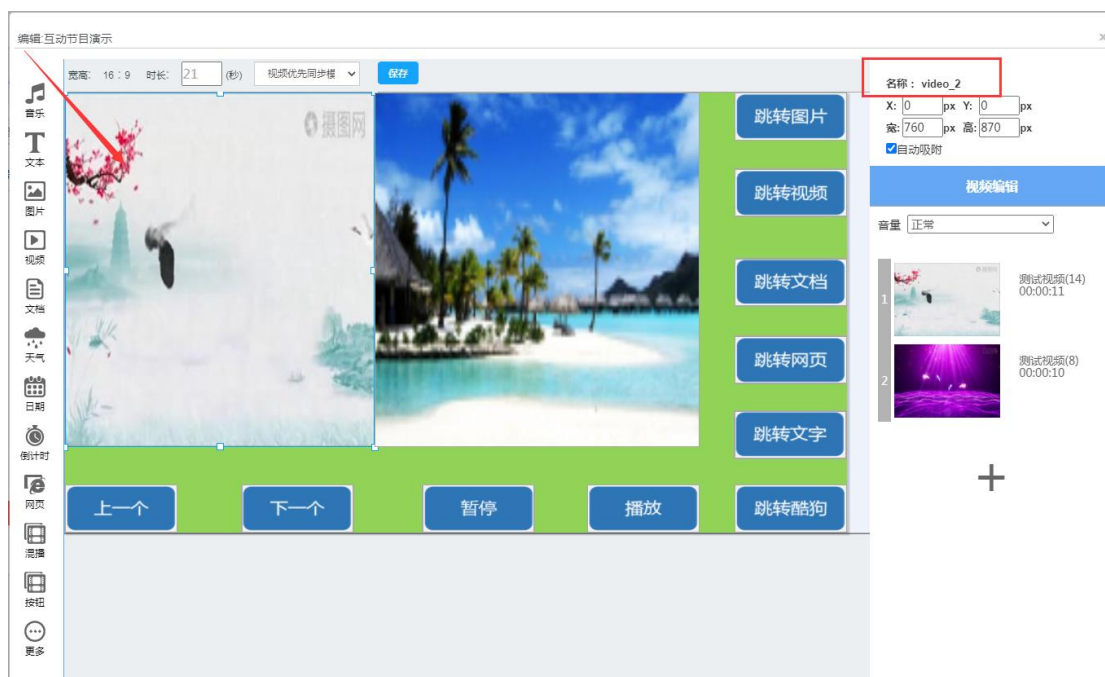 编辑:互动节目演示
×
宽高: 16 : 9 时长: 21 (秒) 视频优先同步模 保存
音乐
文本
图片
视频
文档
天气
日期
倒计时
网页
混播
按钮
更多
摄图网
跳转图片
跳转视频
跳转文档
跳转网页
跳转文字
上一个 下一个 暂停 播放 跳转酷狗
名称 : video_2
X: 0 px Y: 0 px
宽: 760 px 高: 870 px
自动吸附
视频编辑
音量 正常
1
测试视频(14)
00:00:11
2
测试视频(8)
00:00:10